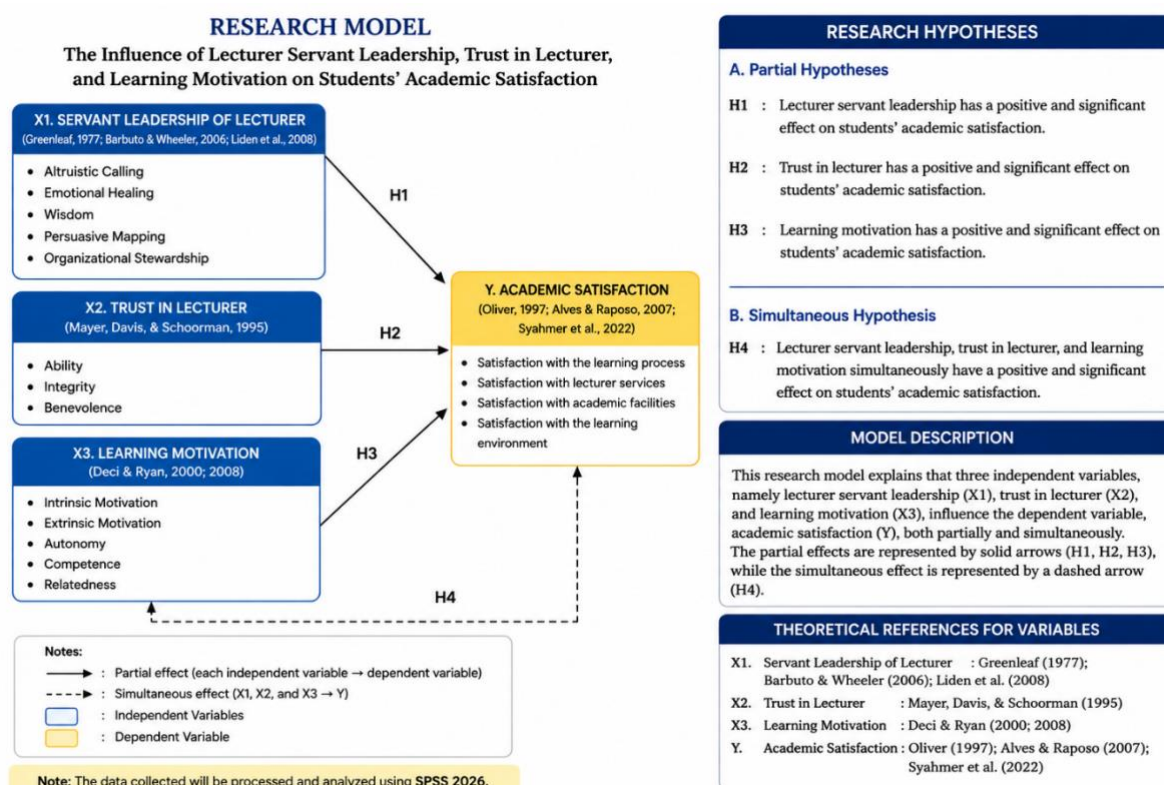 RESEARCH MODEL
The Influence of Lecturer Servant Leadership, Trust in Lecturer,
and Learning Motivation on Students’ Academic Satisfaction
X1. SERVANT LEADERSHIP OF LECTURER
(Greenleaf, 1977; Barbuto & Wheeler, 2006; Liden et al., 2008)
• Altruistic Calling
• Emotional Healing
• Wisdom
• Persuasive Mapping
• Organizational Stewardship
H1
X2. TRUST IN LECTURER
(Mayer, Davis, & Schoorman, 1995)
• Ability
• Integrity
• Benevolence
H2
X3. LEARNING MOTIVATION
(Deci & Ryan, 2000; 2008)
• Intrinsic Motivation
• Extrinsic Motivation
• Autonomy
• Competence
• Relatedness
H3
Y. ACADEMIC SATISFACTION
(Oliver, 1997; Alves & Raposo, 2007;
Syahmer et al., 2022)
• Satisfaction with the learning process
• Satisfaction with lecturer services
• Satisfaction with academic facilities
• Satisfaction with the learning
environment
H4
Notes:
: Partial effect (each independent variable → dependent variable)
: Simultaneous effect (X1, X2, and X3 → Y)
: Independent Variables
: Dependent Variable
Note: The data collected will be processed and analyzed using SPSS 2026.
RESEARCH HYPOTHESES
A. Partial Hypotheses
H1 : Lecturer servant leadership has a positive and significant
effect on students’ academic satisfaction.
H2 : Trust in lecturer has a positive and significant effect on
students’ academic satisfaction.
H3 : Learning motivation has a positive and significant effect on
students’ academic satisfaction.
B. Simultaneous Hypothesis
H4 : Lecturer servant leadership, trust in lecturer, and learning
motivation simultaneously have a positive and significant
effect on students’ academic satisfaction.
MODEL DESCRIPTION
This research model explains that three independent variables,
namely lecturer servant leadership (X1), trust in lecturer (X2),
and learning motivation (X3), influence the dependent variable,
academic satisfaction (Y), both partially and simultaneously.
The partial effects are represented by solid arrows (H1, H2, H3),
while the simultaneous effect is represented by a dashed arrow
(H4).
THEORETICAL REFERENCES FOR VARIABLES
X1. Servant Leadership of Lecturer : Greenleaf (1977);
Barbuto & Wheeler (2006); Liden et al. (2008)
X2. Trust in Lecturer : Mayer, Davis, & Schoorman (1995)
X3. Learning Motivation : Deci & Ryan (2000; 2008)
Y. Academic Satisfaction : Oliver (1997); Alves & Raposo (2007);
Syahmer et al. (2022)